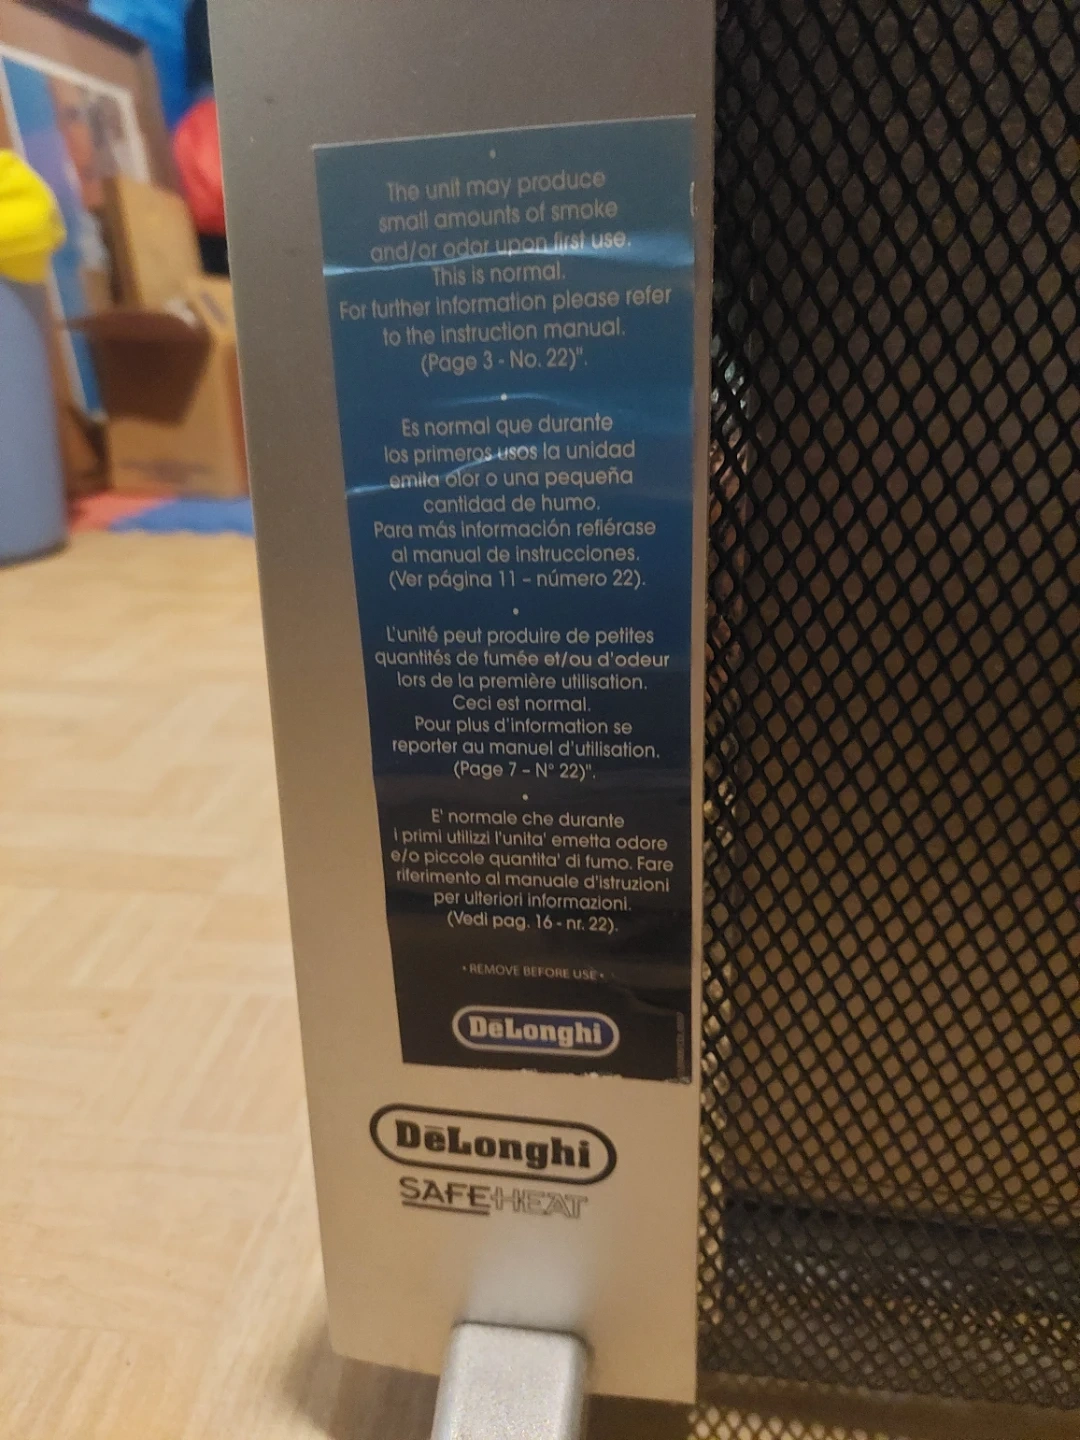 The unit may produce
small amounts of smoke
and/or odor upon first use.
This is normal.
For further information please refer
to the instruction manual.
(Page 3 - No. 22)".
Es normal que durante
los primeros usos la unidad
emita olor o una pequeña
cantidad de humo.
Para más información refiérase
al manual de instrucciones.
(Ver página 11 – número 22).
L'unité peut produire de petites
quantités de fumée et/ou d'odeur
lors de la première utilisation.
Ceci est normal.
Pour plus d'information se
reporter au manuel d'utilisation.
(Page 7 – N° 22)".
E' normale che durante
i primi utilizzi l'unita' emetta odore
e/o piccole quantita' di fumo. Fare
riferimento al manuale d'istruzioni
per ulteriori informazioni.
(Vedi pag. 16 - nr. 22).
• REMOVE BEFORE USE •
DeLonghi
DēLonghi
SAFEHEAT